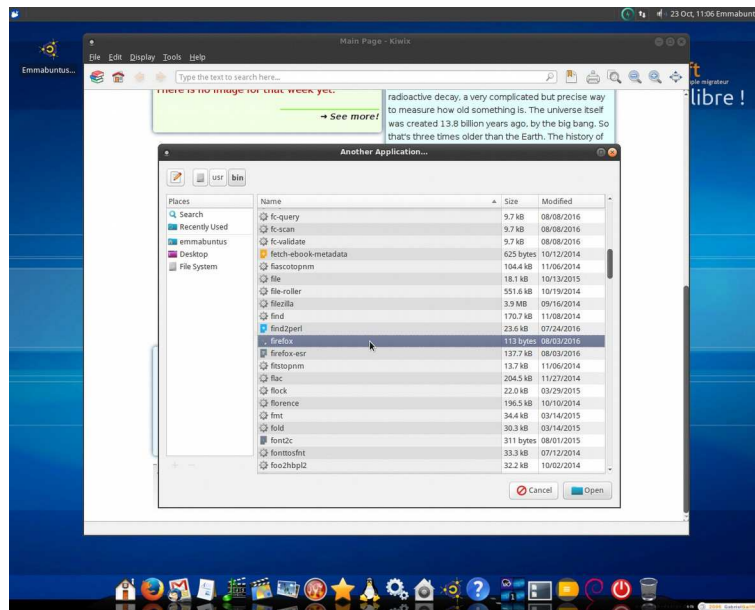 23 Oct, 11:06 Emmabunt
Emmabuntus...
Main Page - Kiwix
File Edit Display Tools Help
Type the text to search here...
There is no image for that week yet.
→ See more!
radioactive decay, a very complicated but precise way
to measure how old something is. The universe itself
was created 13.8 billion years ago, by the big bang. So
that's three times older than the Earth. The history of
ft
ple migrateur
libre !
Another Application...
usr bin
Places
Search
Recently Used
emmabuntus
Desktop
File System
Name Size Modified
fc-query 9.7 kB 08/08/2016
fc-scan 9.7 kB 08/08/2016
fc-validate 9.7 kB 08/08/2016
fetch-ebook-metadata 625 bytes 10/12/2014
fiascotopnm 104.4 kB 11/06/2014
file 18.1 kB 10/13/2015
file-roller 551.6 kB 10/19/2014
filezilla 3.9 MB 09/16/2014
find 170.7 kB 11/08/2014
find2perl 23.6 kB 07/24/2016
firefox 113 bytes 08/03/2016
firefox-esr 137.7 kB 08/03/2016
fitstopnm 13.7 kB 11/06/2014
flac 204.5 kB 11/27/2014
flock 22.0 kB 03/29/2015
florence 196.5 kB 10/10/2014
fmt 34.4 kB 03/14/2015
fold 30.3 kB 03/14/2015
font2c 311 bytes 08/01/2015
fonttosfnt 33.3 kB 07/12/2014
foo2hbpl2 32.2 kB 10/02/2014
Cancel Open